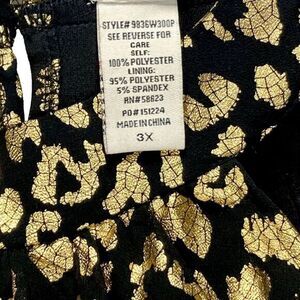 STYLE# 9836W300P
SEE REVERSE FOR
CARE
SELF:
100% POLYESTER
LINING:
95% POLYESTER
5% SPANDEX
RN# 58623
PO# 151224
MADE IN CHINA
3X